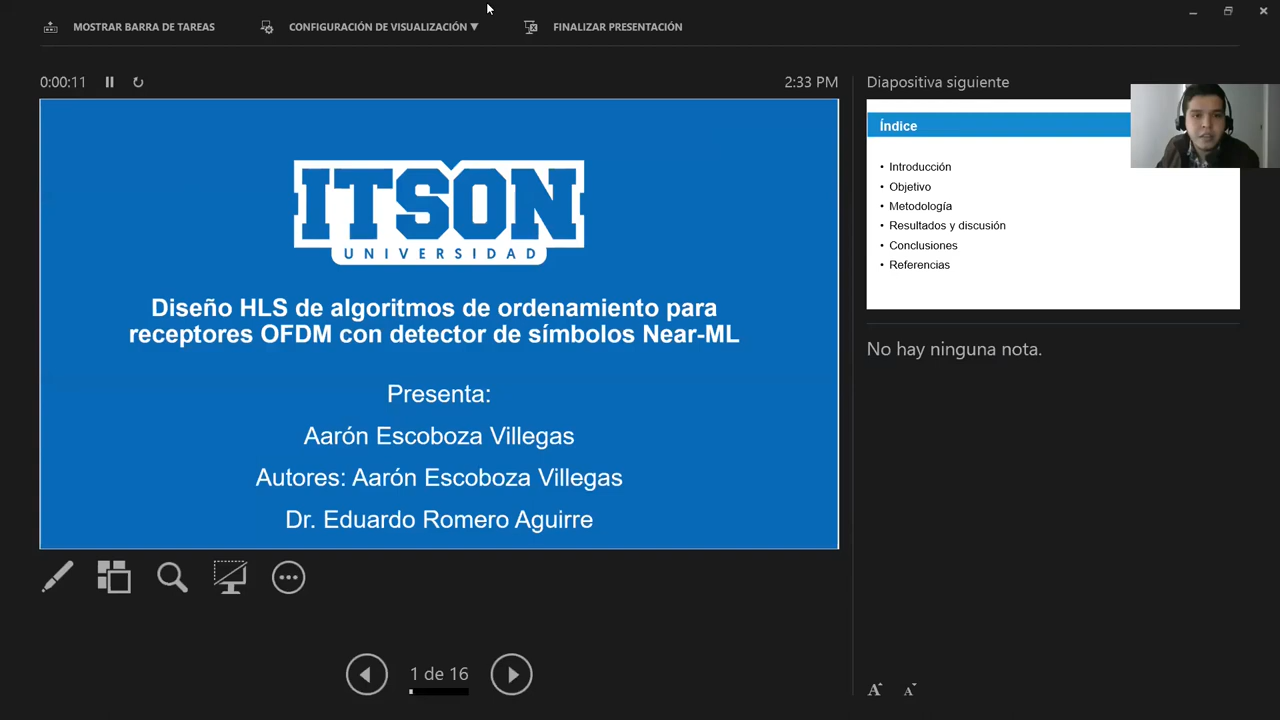 MOSTRAR BARRA DE TAREAS
CONFIGURACIÓN DE VISUALIZACIÓN ▼
FINALIZAR PRESENTACIÓN
0:00:11
2:33 PM
ITSON
UNIVERSIDAD
Diseño HLS de algoritmos de ordenamiento para
receptores OFDM con detector de símbolos Near-ML
Presenta:
Aarón Escoboza Villegas
Autores: Aarón Escoboza Villegas
Dr. Eduardo Romero Aguirre
1 de 16
Diapositiva siguiente
Índice
• Introducción
• Objetivo
• Metodología
• Resultados y discusión
• Conclusiones
• Referencias
No hay ninguna nota.
A A